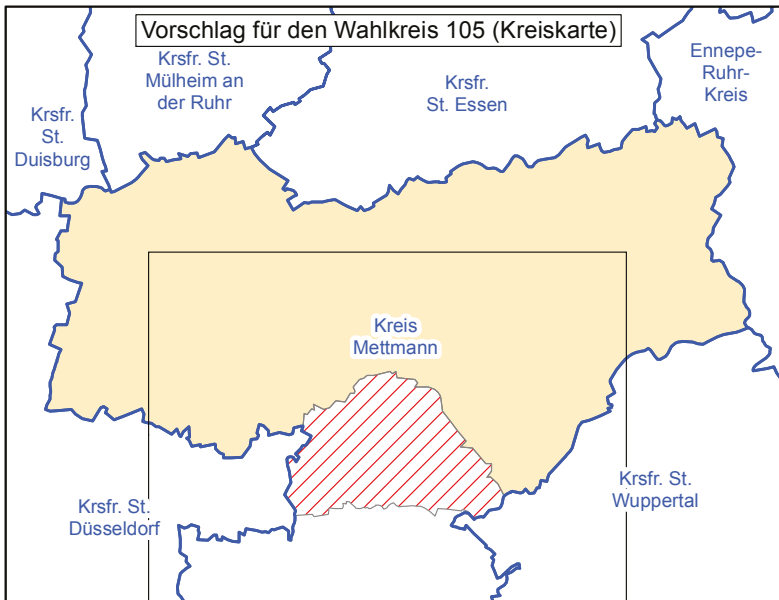 Vorschlag für den Wahlkreis 105 (Kreiskarte)
Krsfr. St.
Mülheim an
der Ruhr
Krsfr.
St. Essen
Ennepe-
Ruhr-
Kreis
Krsfr.
St.
Duisburg
Kreis
Mettmann
Krsfr. St.
Düsseldorf
Krsfr. St.
Wuppertal